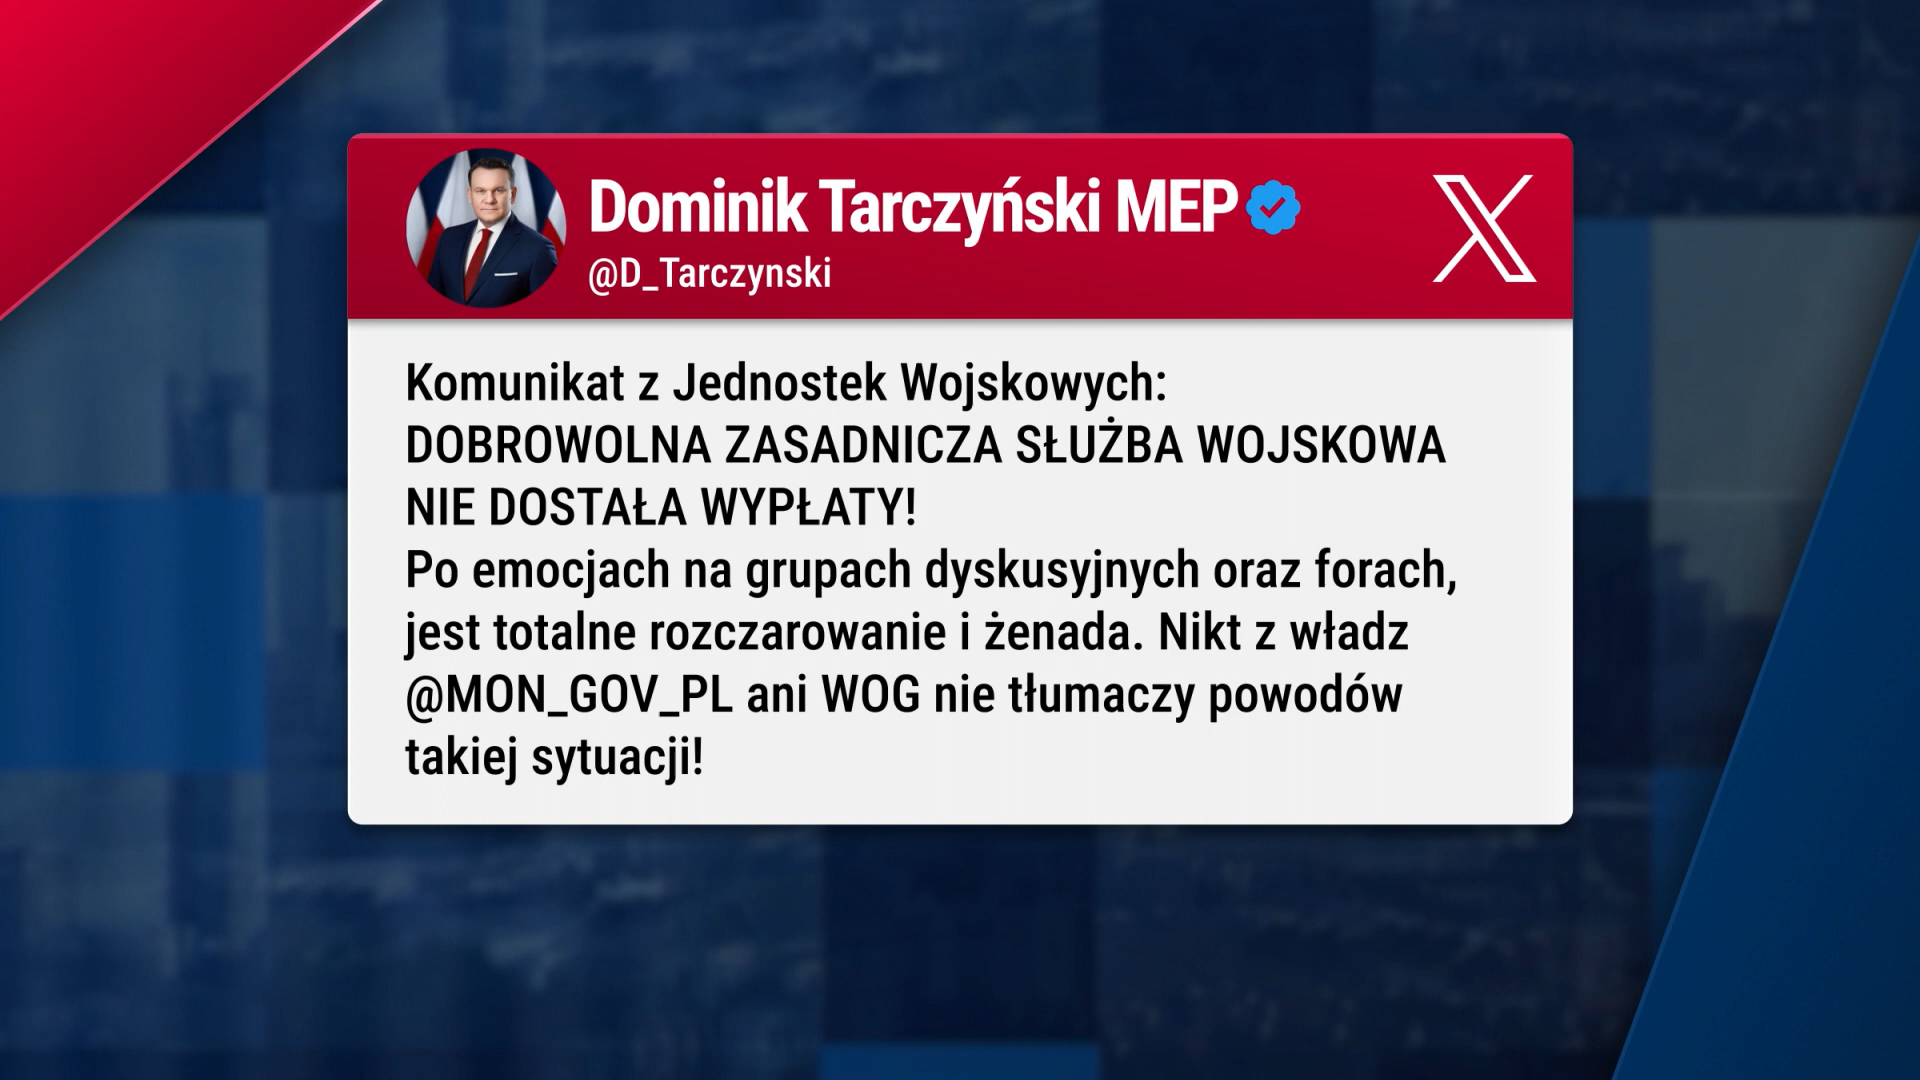 Dominik Tarczyński MEP
@D_Tarczynski
Komunikat z Jednostek Wojskowych:
DOBROWOLNA ZASADNICZA SŁUŻBA WOJSKOWA
NIE DOSTAŁA WYPŁATY!
Po emocjach na grupach dyskusyjnych oraz forach,
jest totalne rozczarowanie i żenada. Nikt z władz
@MON_GOV_PL ani WOG nie tłumaczy powodów
takiej sytuacji!